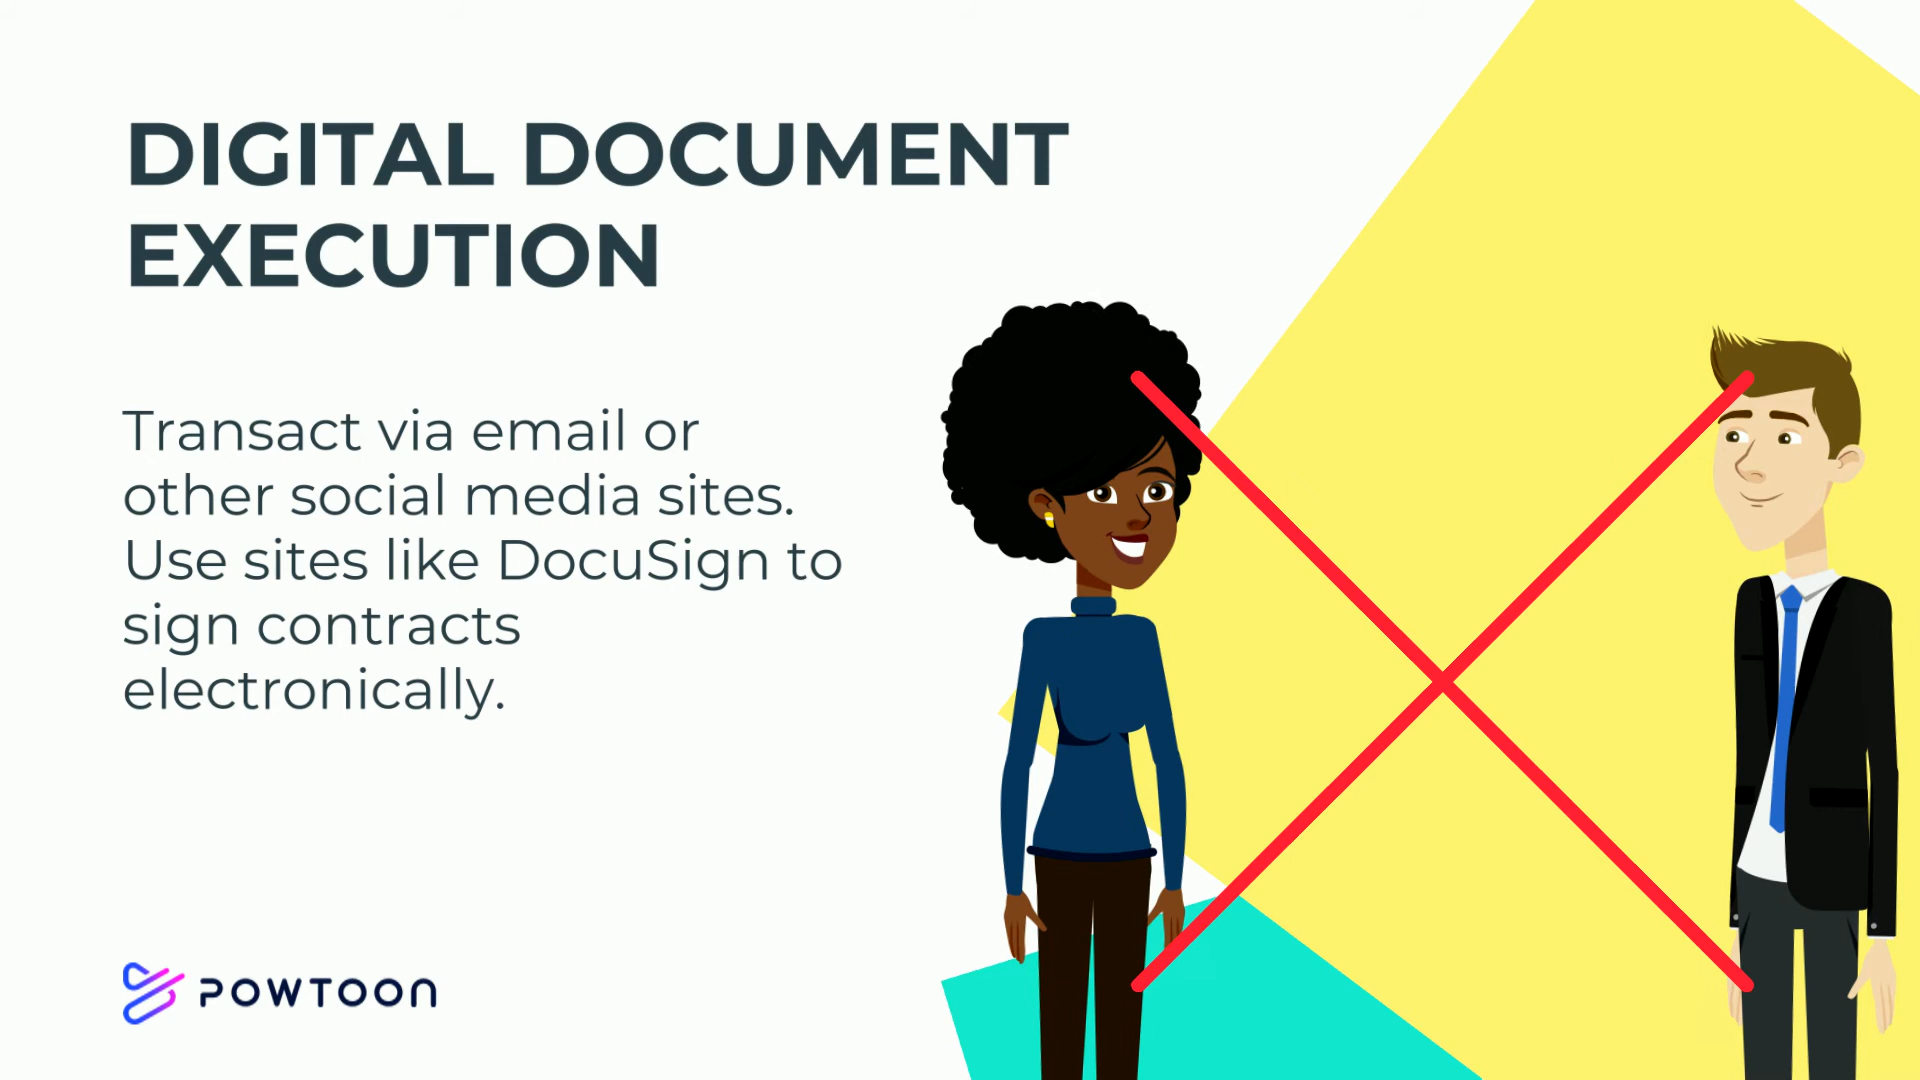 DIGITAL DOCUMENT
EXECUTION
Transact via email or
other social media sites.
Use sites like DocuSign to
sign contracts
electronically.
POWTOON